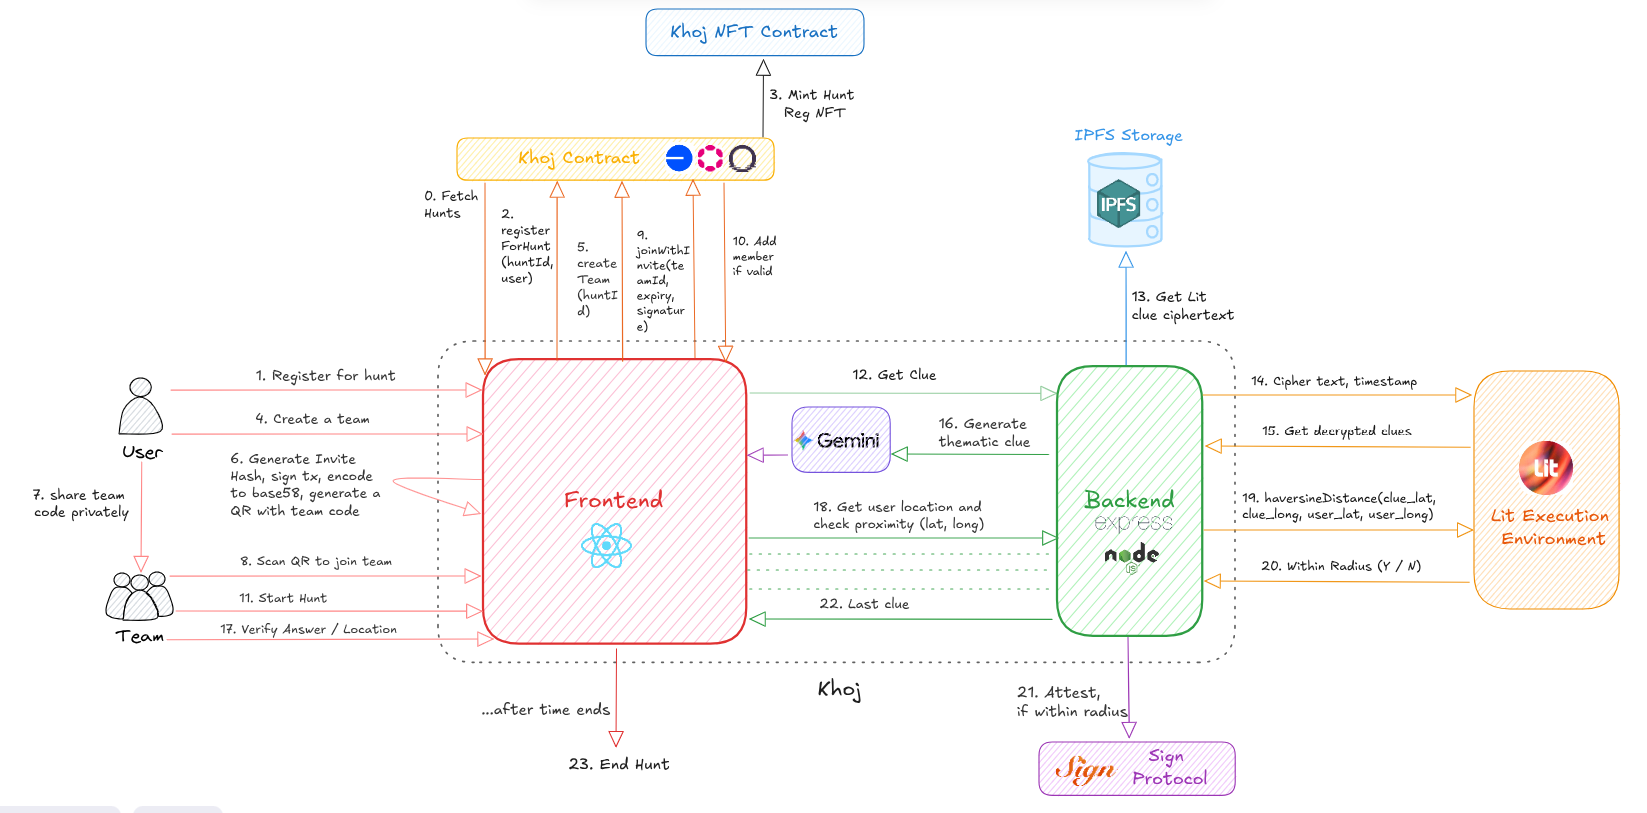 Khoj NFT Contract
3. Mint Hunt
Reg NFT
Khoj Contract
IPFS Storage
IPFS
0. Fetch
Hunts
2.
register
ForHunt
(huntId,
user)
5.
create
Team
(huntI
d)
9.
joinWithI
nvite(te
amId,
expiry,
signatur
e)
10. Add
member
if valid
13. Get Lit
clue ciphertext
1. Register for hunt
4. Create a team
User
6. Generate Invite
Hash, sign tx, encode
to base58, generate a
QR with team code
7. share team
code privately
8. Scan QR to join team
11. Start Hunt
17. Verify Answer / Location
Team
Frontend
12. Get Clue
Gemini
16. Generate
thematic clue
18. Get user location and
check proximity (lat, long)
22. Last clue
Backend
express
node
JS
14. Cipher text, timestamp
15. Get decrypted clues
19. haversineDistance(clue_lat,
clue_long, user_lat, user_long)
20. Within Radius (Y / N)
Lit
Lit Execution
Environment
Khoj
...after time ends
23. End Hunt
21. Attest,
if within radius
Sign
Sign
Protocol